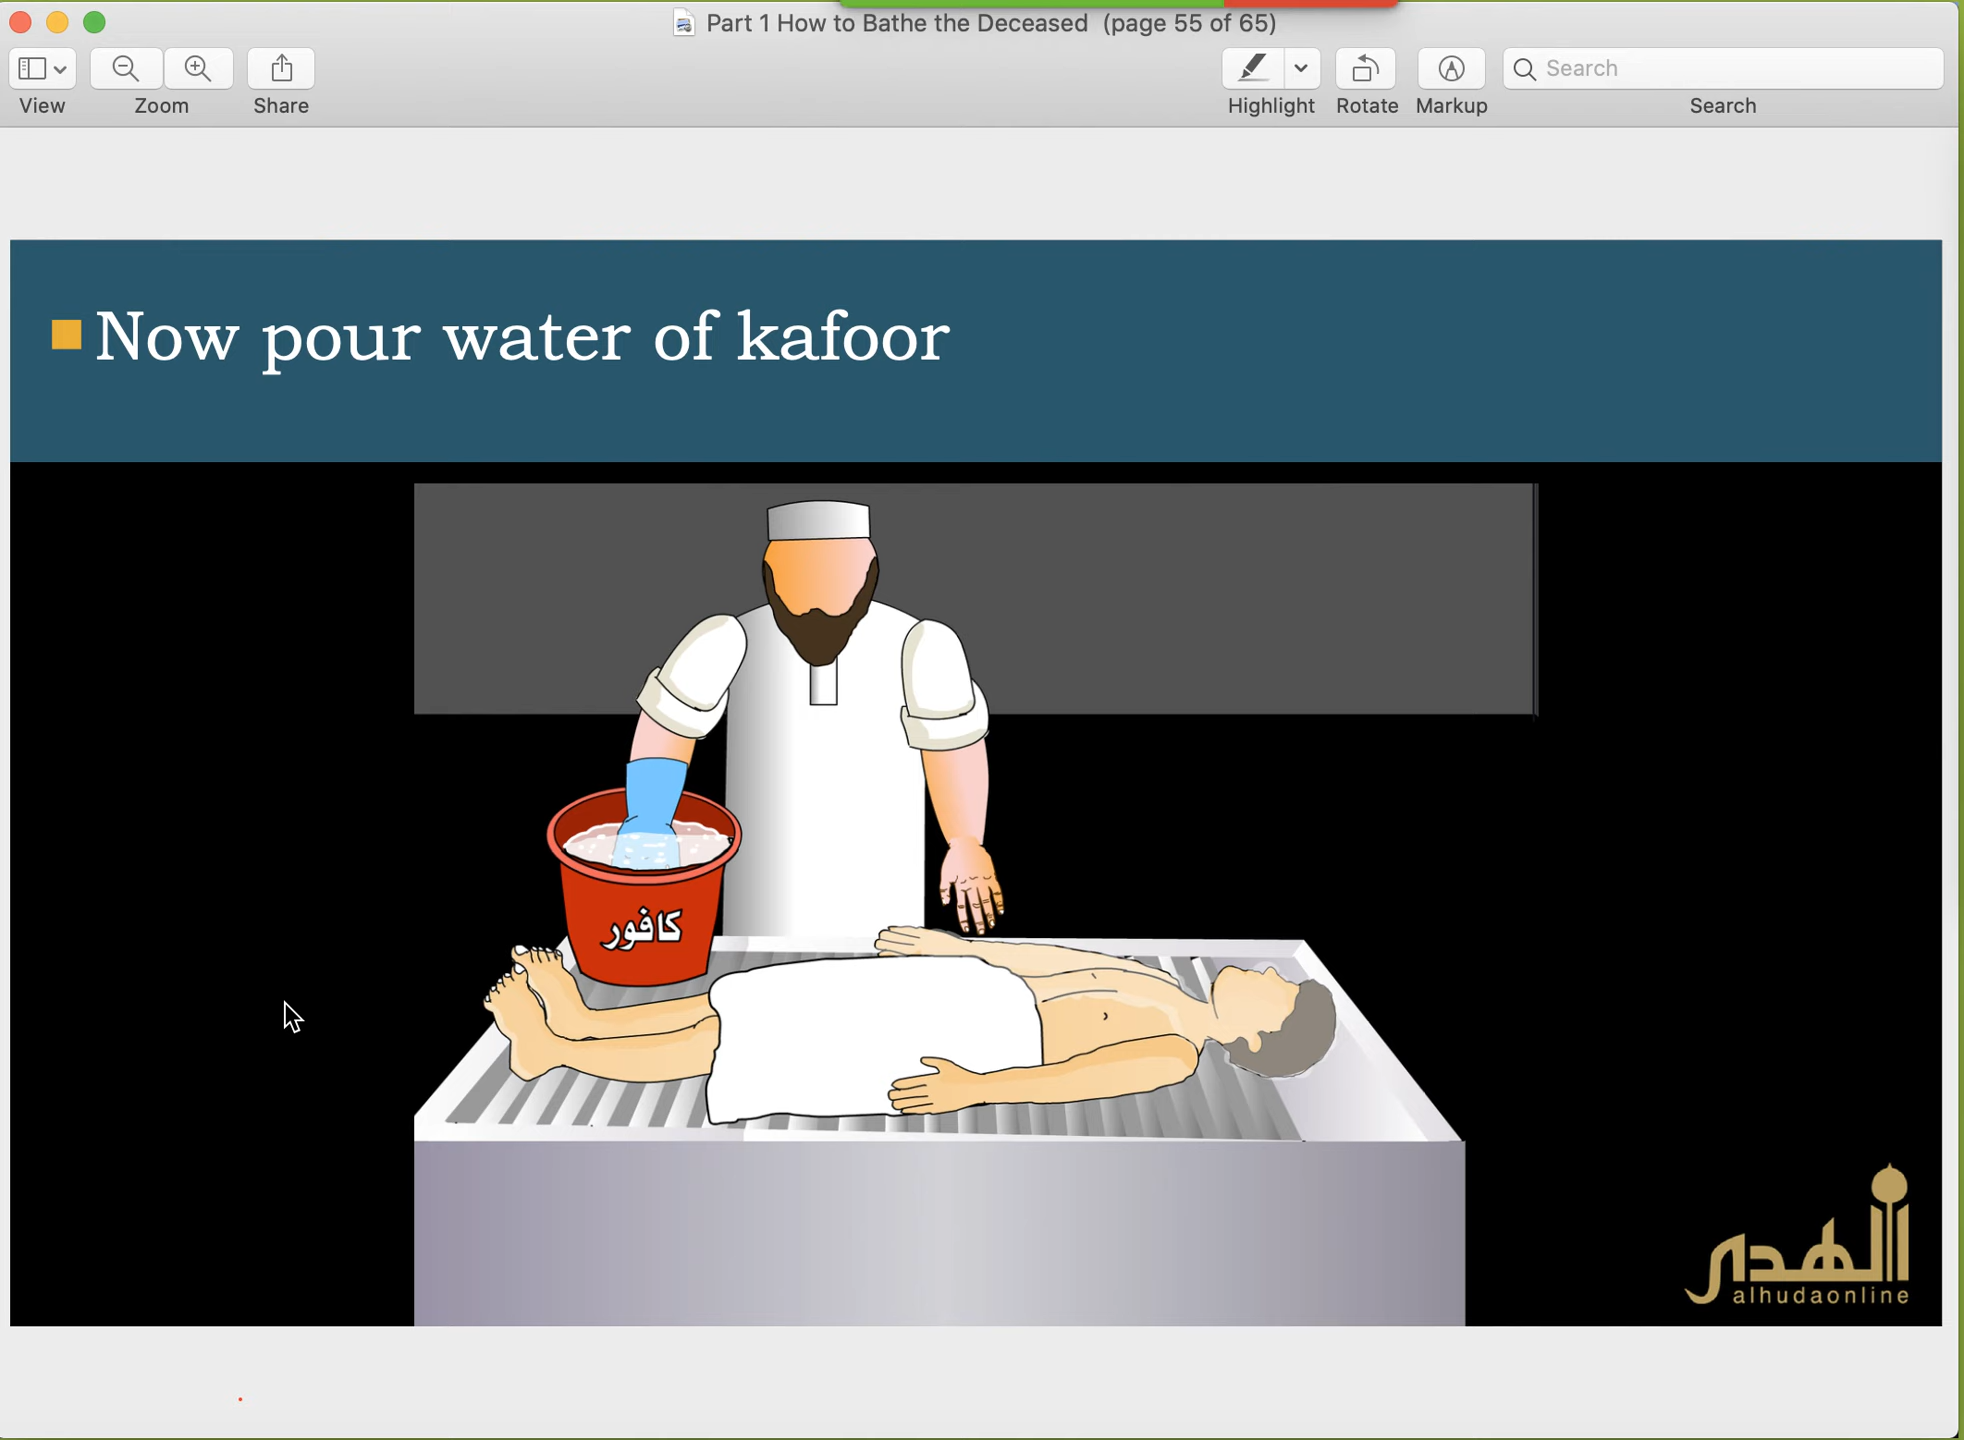 Part 1 How to Bathe the Deceased (page 55 of 65)
Search
View
Zoom
Share
Highlight
Rotate
Markup
Search
Now pour water of kafoor
كافور
الهدى
alhudaonline